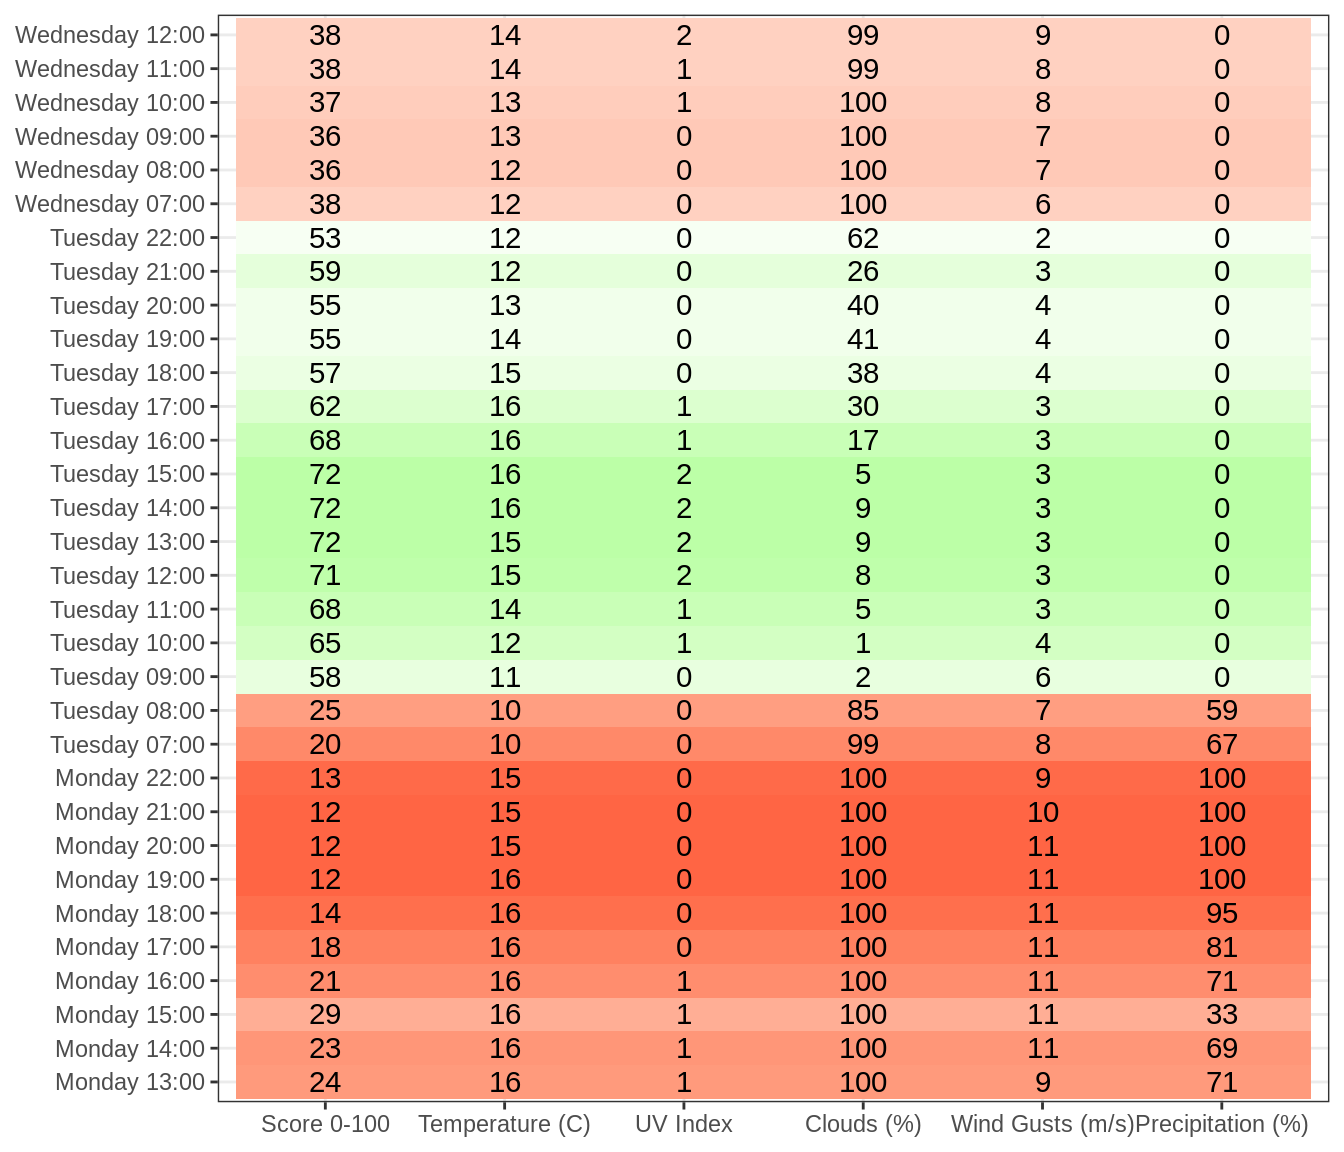 Wednesday 12:00 38 14 2 99 9 0
Wednesday 11:00 38 14 1 99 8 0
Wednesday 10:00 37 13 1 100 8 0
Wednesday 09:00 36 13 0 100 7 0
Wednesday 08:00 36 12 0 100 7 0
Wednesday 07:00 38 12 0 100 6 0
Tuesday 22:00 53 12 0 62 2 0
Tuesday 21:00 59 12 0 26 3 0
Tuesday 20:00 55 13 0 40 4 0
Tuesday 19:00 55 14 0 41 4 0
Tuesday 18:00 57 15 0 38 4 0
Tuesday 17:00 62 16 1 30 3 0
Tuesday 16:00 68 16 1 17 3 0
Tuesday 15:00 72 16 2 5 3 0
Tuesday 14:00 72 16 2 9 3 0
Tuesday 13:00 72 15 2 9 3 0
Tuesday 12:00 71 15 2 8 3 0
Tuesday 11:00 68 14 1 5 3 0
Tuesday 10:00 65 12 1 1 4 0
Tuesday 09:00 58 11 0 2 6 0
Tuesday 08:00 25 10 0 85 7 59
Tuesday 07:00 20 10 0 99 8 67
Monday 22:00 13 15 0 100 9 100
Monday 21:00 12 15 0 100 10 100
Monday 20:00 12 15 0 100 11 100
Monday 19:00 12 16 0 100 11 100
Monday 18:00 14 16 0 100 11 95
Monday 17:00 18 16 0 100 11 81
Monday 16:00 21 16 1 100 11 71
Monday 15:00 29 16 1 100 11 33
Monday 14:00 23 16 1 100 11 69
Monday 13:00 24 16 1 100 9 71
Score 0-100 Temperature (C) UV Index Clouds (%) Wind Gusts (m/s) Precipitation (%)